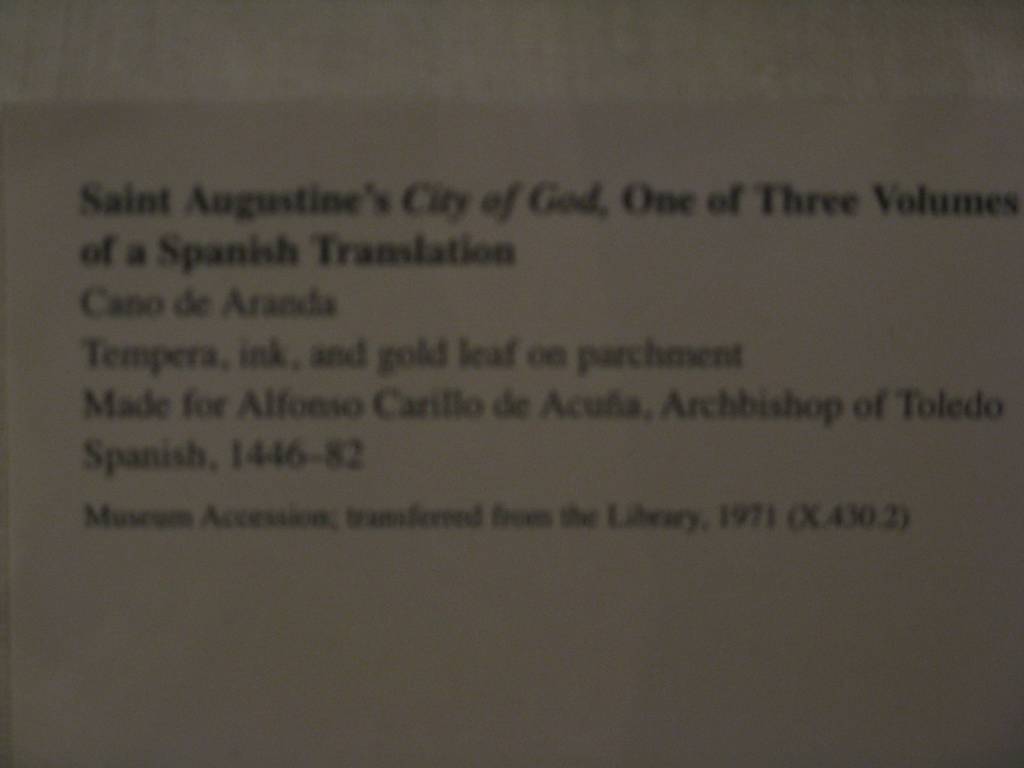 Saint Augustine's City of God, One of Three Volumes
of a Spanish Translation
Cano de Aranda
Tempera, ink, and gold leaf on parchment
Made for Alfonso Carillo de Acuña, Archbishop of Toledo
Spanish, 1446–82
Museum Accession; transferred from the Library, 1971 (X.430.2)